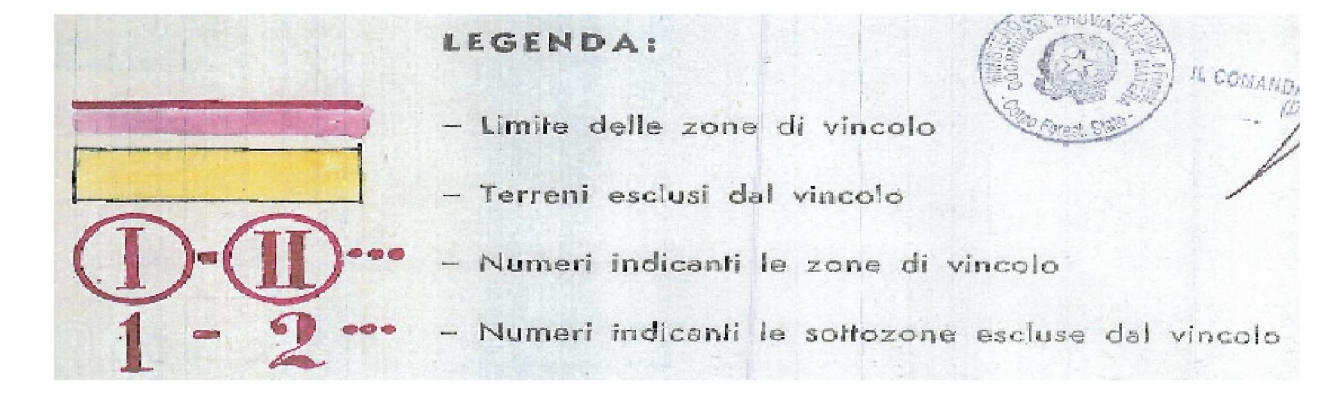 LEGENDA:
– Limite delle zone di vincolo
– Terreni esclusi dal vincolo
I - II ... – Numeri indicanti le zone di vincolo
1 - 2 ... – Numeri indicanti le sottozone escluse dal vincolo
Corpo Forest. Stato
IL COMANDA
(D